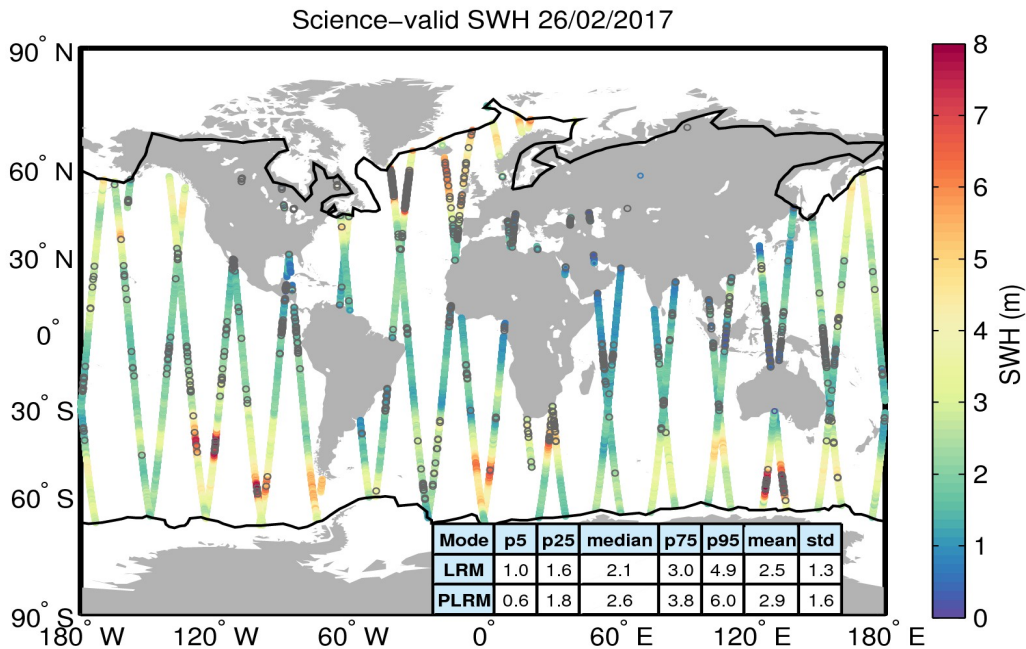 Science-valid SWH 26/02/2017
90° N
60° N
30° N
0°
30° S
60° S
90° S
180° W
120° W
60° W
0°
60° E
120° E
180° E
8
7
6
5
4
3
2
1
0
SWH (m)
Mode p5 p25 median p75 p95 mean std
LRM 1.0 1.6 2.1 3.0 4.9 2.5 1.3
PLRM 0.6 1.8 2.6 3.8 6.0 2.9 1.6